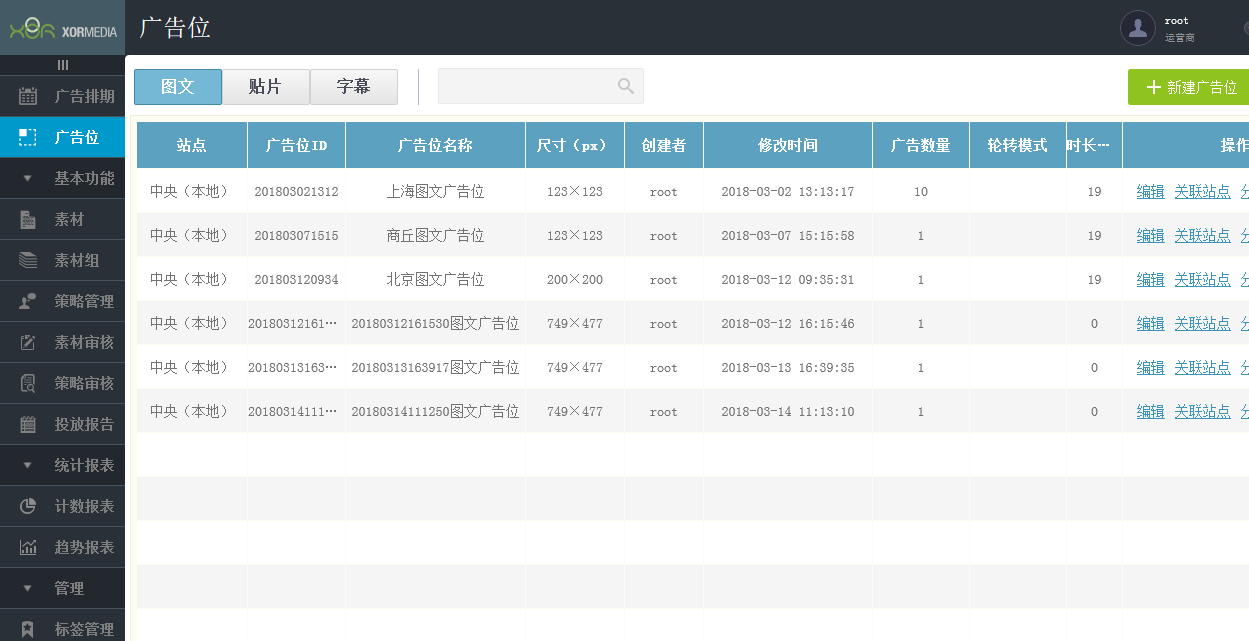 XORMEDIA
广告位
root
运营商
广告排期
广告位
基本功能
素材
素材组
策略管理
素材审核
策略审核
投放报告
统计报表
计数报表
趋势报表
管理
标签管理
图文 贴片 字幕
新建广告位
站点 广告位ID 广告位名称 尺寸（px） 创建者 修改时间 广告数量 轮转模式 时长… 操作
中央（本地） 201803021312 上海图文广告位 123×123 root 2018-03-02 13:13:17 10 19 编辑 关联站点
中央（本地） 201803071515 商丘图文广告位 123×123 root 2018-03-07 15:15:58 1 19 编辑 关联站点
中央（本地） 201803120934 北京图文广告位 200×200 root 2018-03-12 09:35:31 1 19 编辑 关联站点
中央（本地） 20180312161… 20180312161530图文广告位 749×477 root 2018-03-12 16:15:46 1 0 编辑 关联站点
中央（本地） 20180313163… 20180313163917图文广告位 749×477 root 2018-03-13 16:39:35 1 0 编辑 关联站点
中央（本地） 20180314111… 20180314111250图文广告位 749×477 root 2018-03-14 11:13:10 1 0 编辑 关联站点